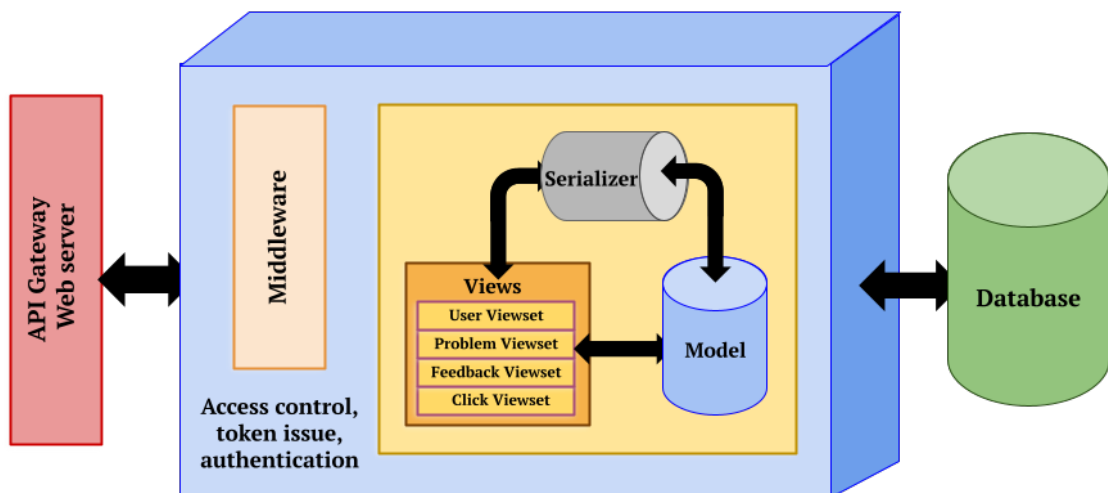 API Gateway
Web server
Middleware
Access control,
token issue,
authentication
Serializer
Views
User Viewset
Problem Viewset
Feedback Viewset
Click Viewset
Model
Database